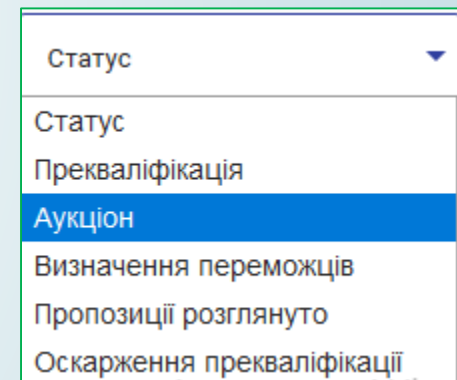 Статус
Статус
Прекваліфікація
Аукціон
Визначення переможців
Пропозиції розглянуто
Оскарження прекваліфікації